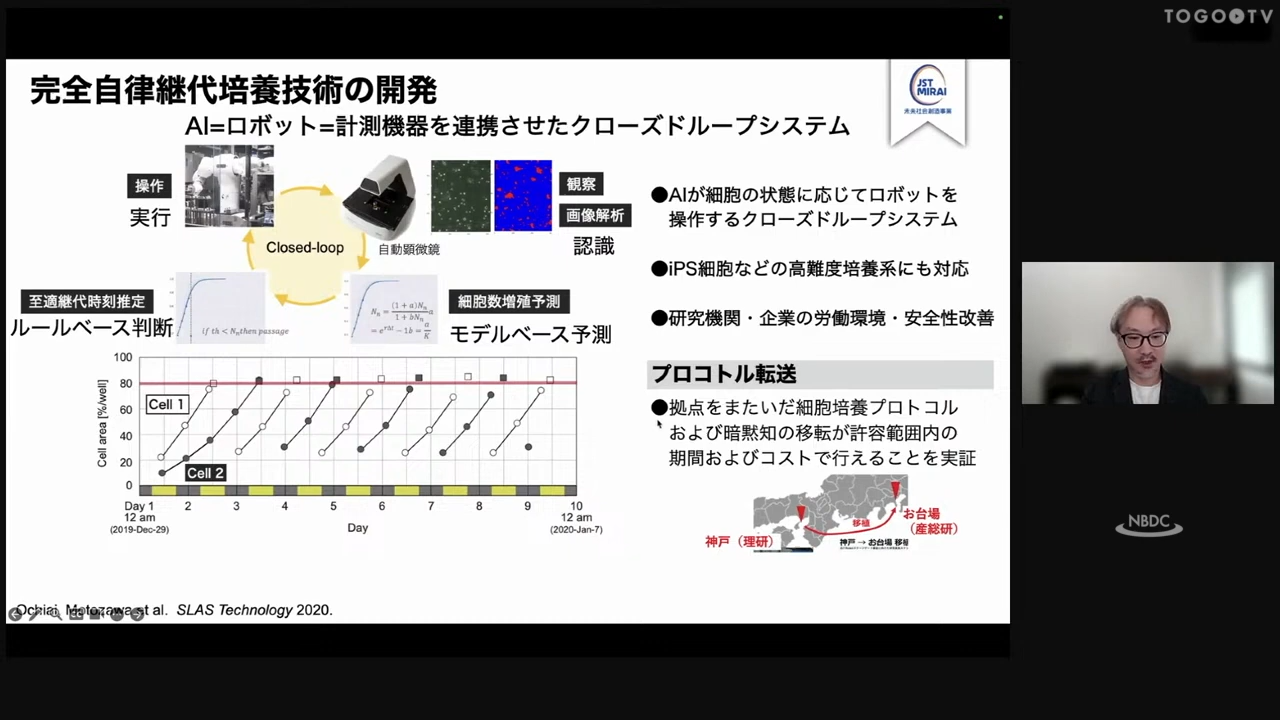 TOGO TV
完全自律継代培養技術の開発
AI=ロボット=計測機器を連携させたクローズドループシステム
JST
MIRAI
未来社会創造事業
操作
実行
Closed-loop
自動顕微鏡
観察
画像解析
認識
至適継代時刻推定
ルールベース判断
if th < Nₙthen passage
細胞数増殖予測
モデルベース予測
Cell area [%/well]
100
80
60
40
20
0
Cell 1
Cell 2
Day 1 2 3 4 5 6 7 8 9 10
12 am 12 am
(2019-Dec-29) Day (2020-Jan-7)
●AIが細胞の状態に応じてロボットを
操作するクローズドループシステム
●iPS細胞などの高難度培養系にも対応
●研究機関・企業の労働環境・安全性改善
プロコトル転送
●拠点をまたいだ細胞培養プロトコル
および暗黙知の移転が許容範囲内の
期間およびコストで行えることを実証
神戸（理研）
移植
お台場
（産総研）
神戸 → お台場 移植
Ochiai, Motozawa et al. SLAS Technology 2020.
NBDC